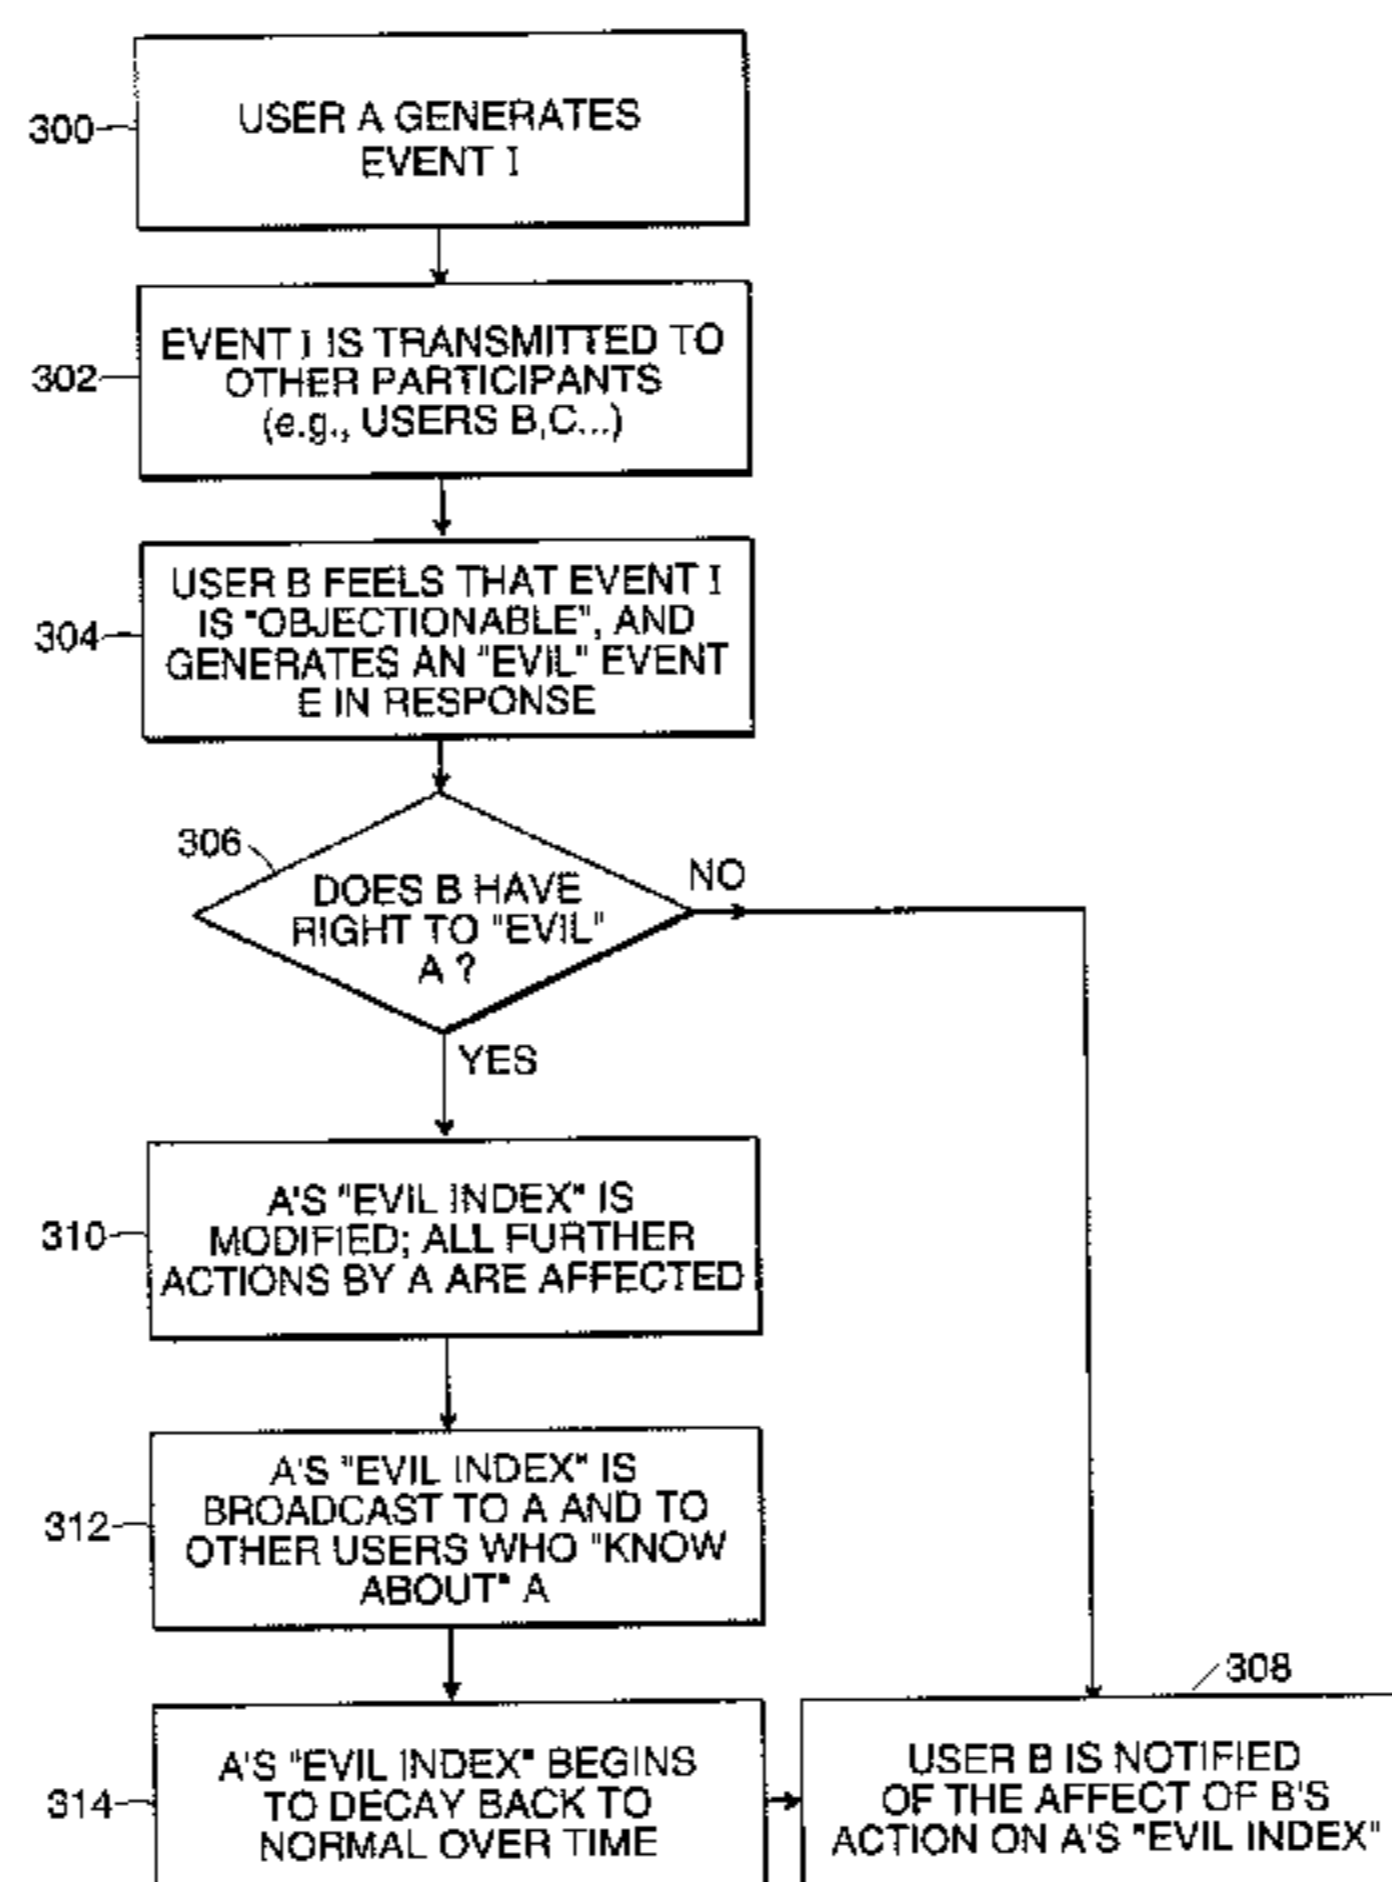 300
USER A GENERATES
EVENT I
302
EVENT I IS TRANSMITTED TO
OTHER PARTICIPANTS
(e.g., USERS B,C...)
304
USER B FEELS THAT EVENT I
IS "OBJECTIONABLE", AND
GENERATES AN "EVIL" EVENT
E IN RESPONSE
306
DOES B HAVE
RIGHT TO "EVIL"
A ?
NO
YES
310
A'S "EVIL INDEX" IS
MODIFIED; ALL FURTHER
ACTIONS BY A ARE AFFECTED
312
A'S "EVIL INDEX" IS
BROADCAST TO A AND TO
OTHER USERS WHO "KNOW
ABOUT" A
314
A'S "EVIL INDEX" BEGINS
TO DECAY BACK TO
NORMAL OVER TIME
308
USER B IS NOTIFIED
OF THE AFFECT OF B'S
ACTION ON A'S "EVIL INDEX"